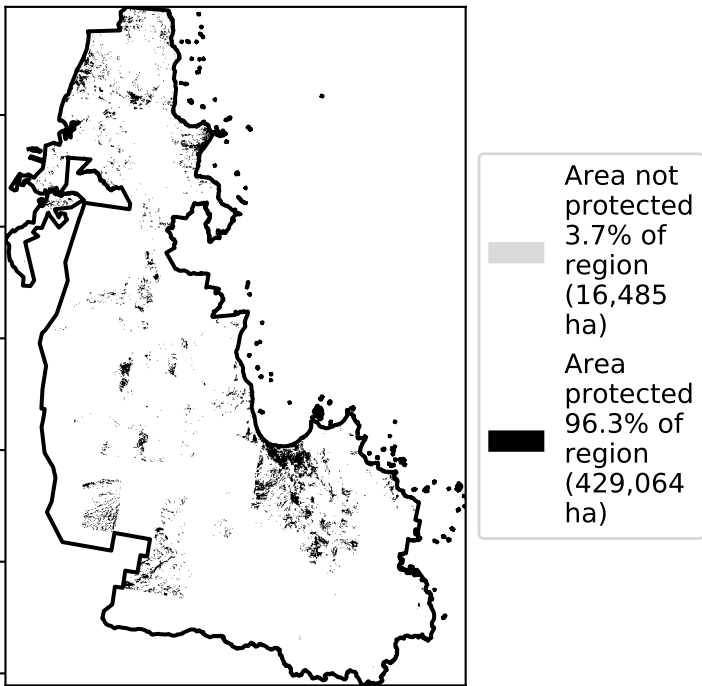 Area not
protected
3.7% of
region
(16,485
ha)
Area
protected
96.3% of
region
(429,064
ha)